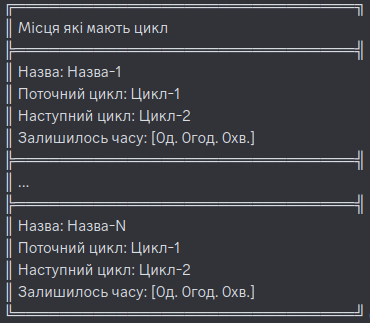 Місця які мають цикл
Назва: Назва-1
Поточний цикл: Цикл-1
Наступний цикл: Цикл-2
Залишилось часу: [0д. 0год. 0хв.]
...
Назва: Назва-N
Поточний цикл: Цикл-1
Наступний цикл: Цикл-2
Залишилось часу: [0д. 0год. 0хв.]